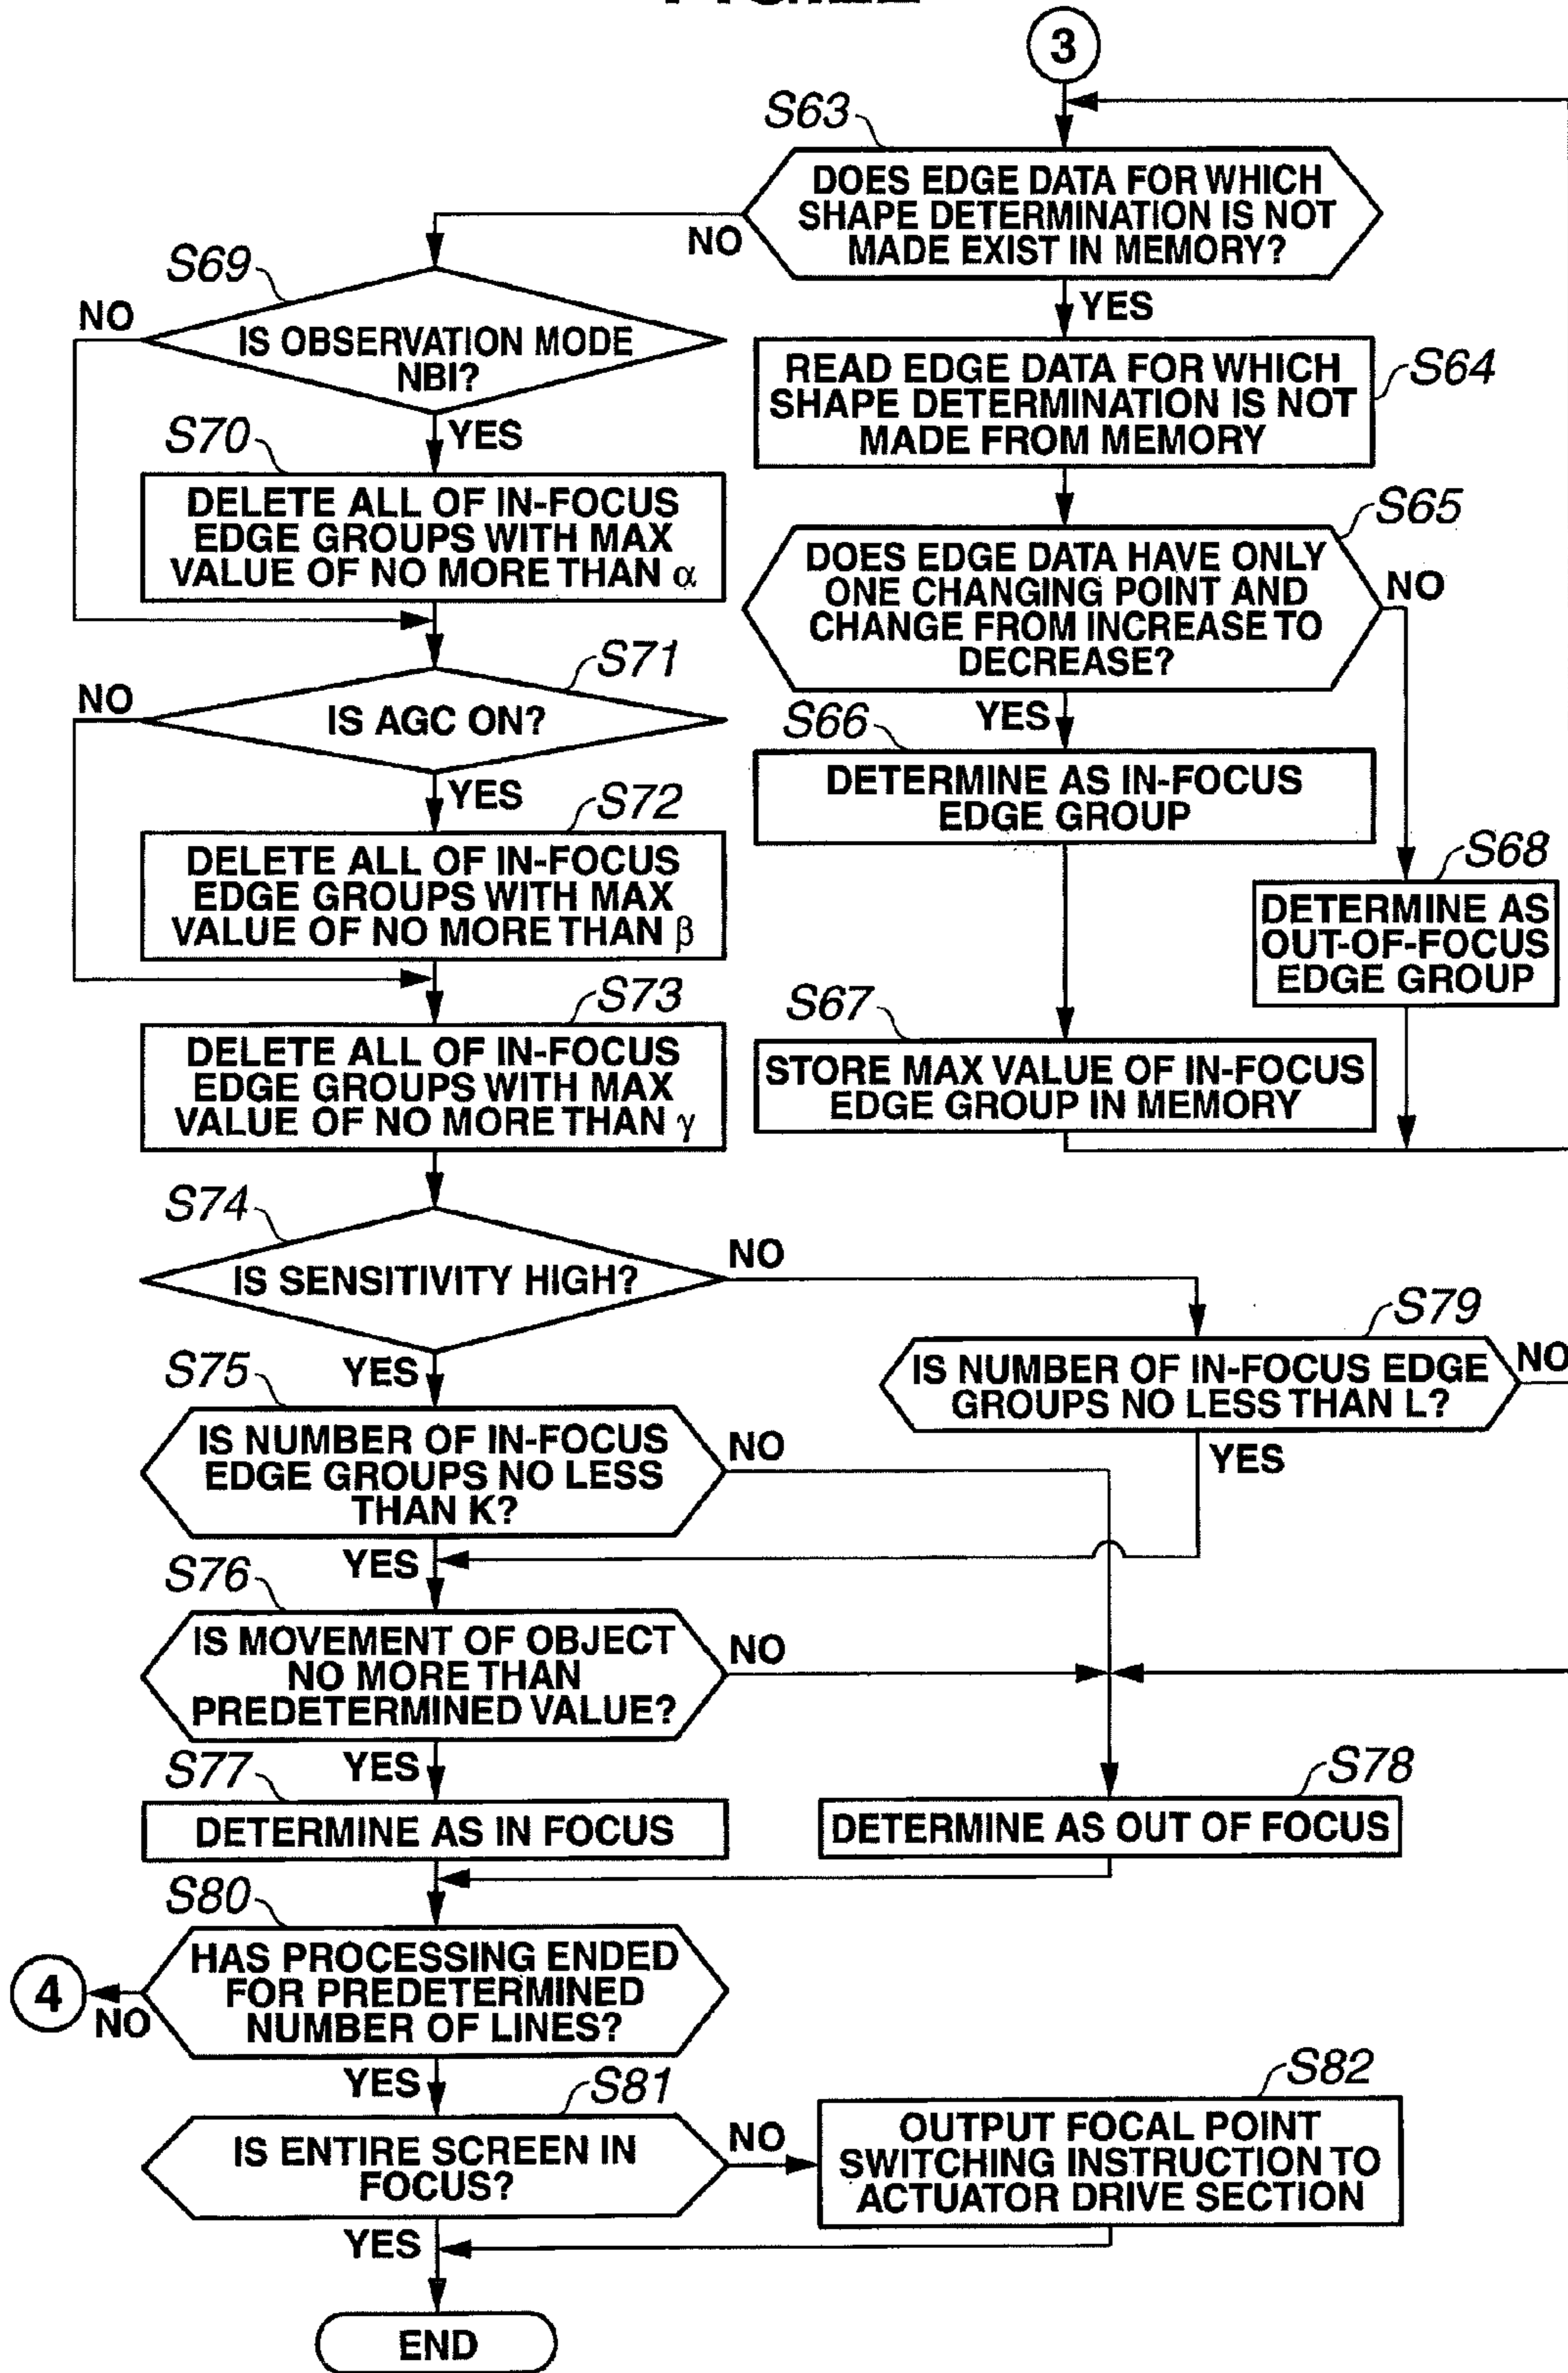 3
S63
DOES EDGE DATA FOR WHICH
SHAPE DETERMINATION IS NOT
MADE EXIST IN MEMORY?
NO
YES
S64
READ EDGE DATA FOR WHICH
SHAPE DETERMINATION IS NOT
MADE FROM MEMORY
S65
DOES EDGE DATA HAVE ONLY
ONE CHANGING POINT AND
CHANGE FROM INCREASE TO
DECREASE?
NO
YES
S66
DETERMINE AS IN-FOCUS
EDGE GROUP
S67
STORE MAX VALUE OF IN-FOCUS
EDGE GROUP IN MEMORY
S68
DETERMINE AS
OUT-OF-FOCUS
EDGE GROUP
S69
NO
IS OBSERVATION MODE
NBI?
YES
S70
DELETE ALL OF IN-FOCUS
EDGE GROUPS WITH MAX
VALUE OF NO MORE THAN α
S71
NO
IS AGC ON?
YES
S72
DELETE ALL OF IN-FOCUS
EDGE GROUPS WITH MAX
VALUE OF NO MORE THAN β
S73
DELETE ALL OF IN-FOCUS
EDGE GROUPS WITH MAX
VALUE OF NO MORE THAN γ
S74
IS SENSITIVITY HIGH?
NO
YES
S79
IS NUMBER OF IN-FOCUS EDGE
GROUPS NO LESS THAN L?
NO
YES
S75
IS NUMBER OF IN-FOCUS
EDGE GROUPS NO LESS
THAN K?
NO
YES
S76
IS MOVEMENT OF OBJECT
NO MORE THAN
PREDETERMINED VALUE?
NO
YES
S77
DETERMINE AS IN FOCUS
S78
DETERMINE AS OUT OF FOCUS
S80
HAS PROCESSING ENDED
FOR PREDETERMINED
NUMBER OF LINES?
4
NO
YES
S81
IS ENTIRE SCREEN IN
FOCUS?
NO
YES
S82
OUTPUT FOCAL POINT
SWITCHING INSTRUCTION TO
ACTUATOR DRIVE SECTION
END